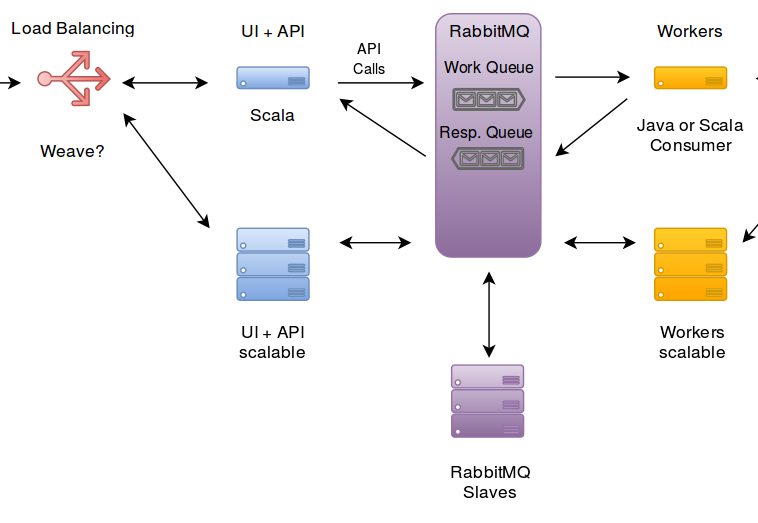 Load Balancing
UI + API
RabbitMQ
Workers
API
Calls
Work Queue
Scala
Resp. Queue
Java or Scala
Consumer
Weave?
UI + API
scalable
Workers
scalable
RabbitMQ
Slaves